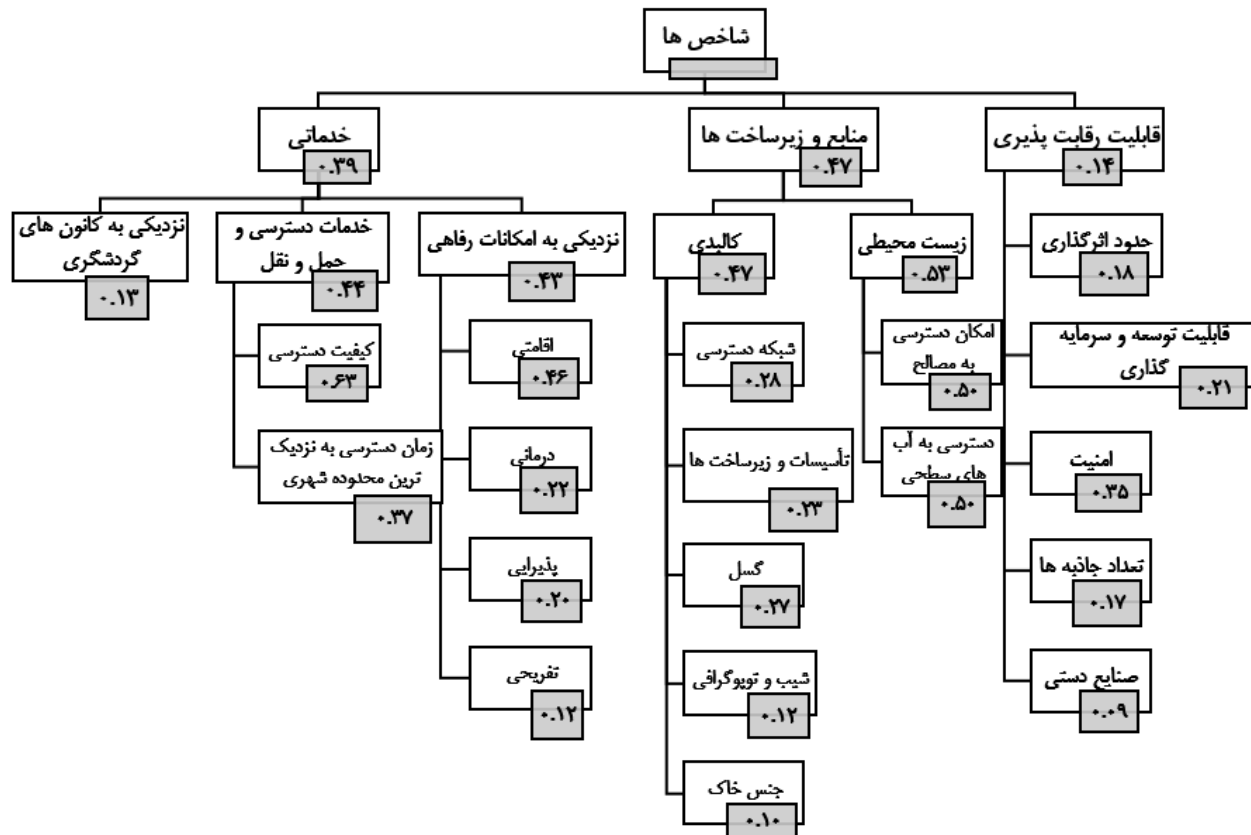 شاخص ها
قابلیت رقابت پذیری
۰.۱۴
حدود اثرگذاری
۰.۱۸
قابلیت توسعه و سرمایه
گذاری
۰.۲۱
امنیت
۰.۳۵
تعداد جاذبه ها
۰.۱۷
صنایع دستی
۰.۰۹
منابع و زیرساخت ها
۰.۴۷
زیست محیطی
۰.۵۳
امکان دسترسی
به مصالح
۰.۵۰
دسترسی به آب
های سطحی
۰.۵۰
کالبدی
۰.۴۷
شبکه دسترسی
۰.۲۸
تأسیسات و زیرساخت ها
۰.۲۳
گسل
۰.۲۷
شیب و توپوگرافی
۰.۱۲
جنس خاک
۰.۱۰
خدماتی
۰.۳۹
نزدیکی به امکانات رفاهی
۰.۴۳
اقامتی
۰.۴۶
درمانی
۰.۲۲
پذیرایی
۰.۲۰
تفریحی
۰.۱۲
خدمات دسترسی و
حمل و نقل
۰.۴۴
کیفیت دسترسی
۰.۶۳
زمان دسترسی به نزدیک
ترین محدوده شهری
۰.۳۷
نزدیکی به کانون های
گردشگری
۰.۱۳